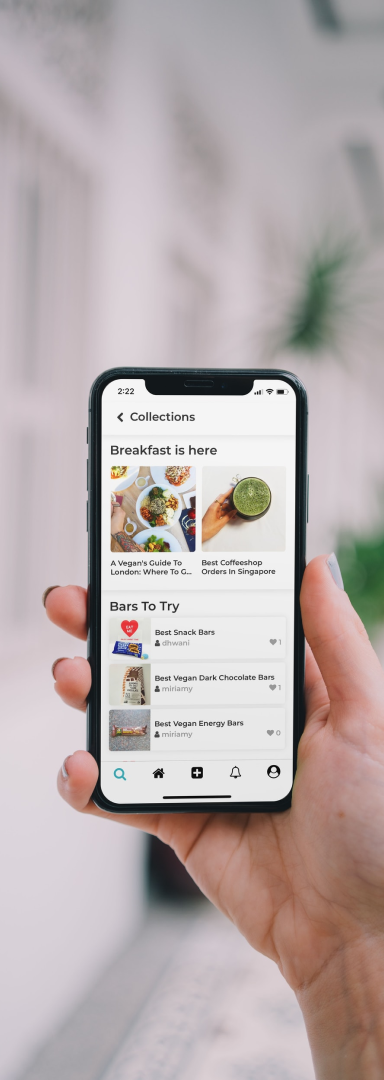 2:22
Collections
Breakfast is here
A Vegan's Guide To
London: Where To G...
Best Coffeeshop
Orders In Singapore
Bars To Try
EAT
ME
Best Snack Bars
dhwani
1
Best Vegan Dark Chocolate Bars
miriamy
1
Best Vegan Energy Bars
miriamy
0